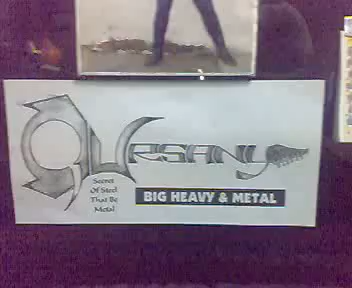 QURSANY
Secret
Of Steel
That Be
Metal
BIG HEAVY & METAL